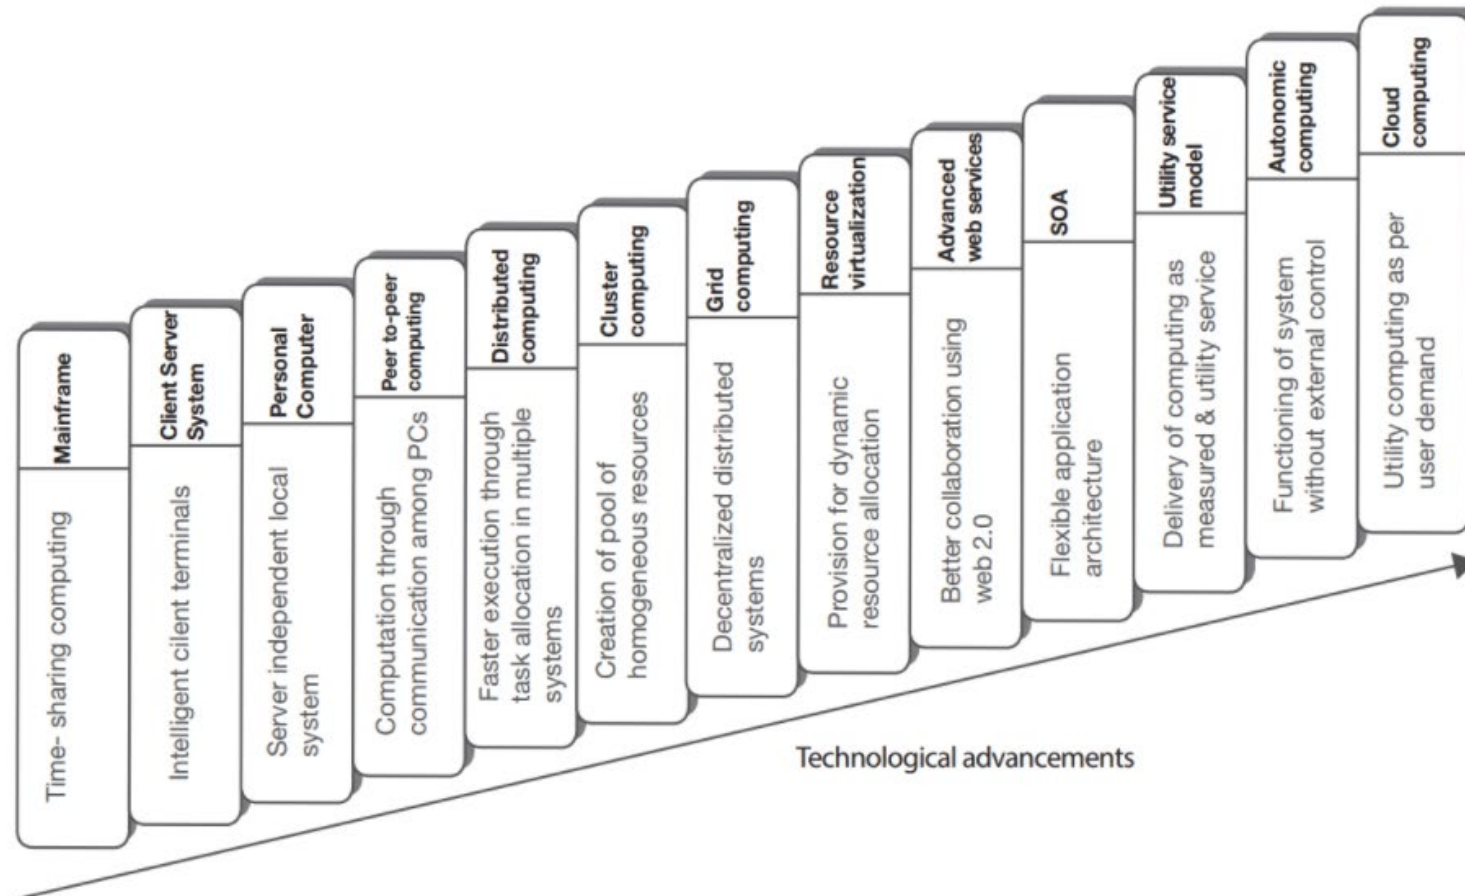 Mainframe
Time- sharing computing
Client Server
System
Intelligent cilent terminals
Personal
Computer
Server independent local
system
Peer to-peer
computing
Computation through
communication among PCs
Distributed
computing
Faster execution through
task allocation in multiple
systems
Cluster
computing
Creation of pool of
homogeneous resources
Grid
computing
Decentralized distributed
systems
Resource
virtualization
Provision for dynamic
resource allocation
Advanced
web services
Better collaboration using
web 2.0
SOA
Flexible application
architecture
Utility service
model
Delivery of computing as
measured & utility service
Autonomic
computing
Functioning of system
without external control
Cloud
computing
Utility computing as per
user demand
Technological advancements